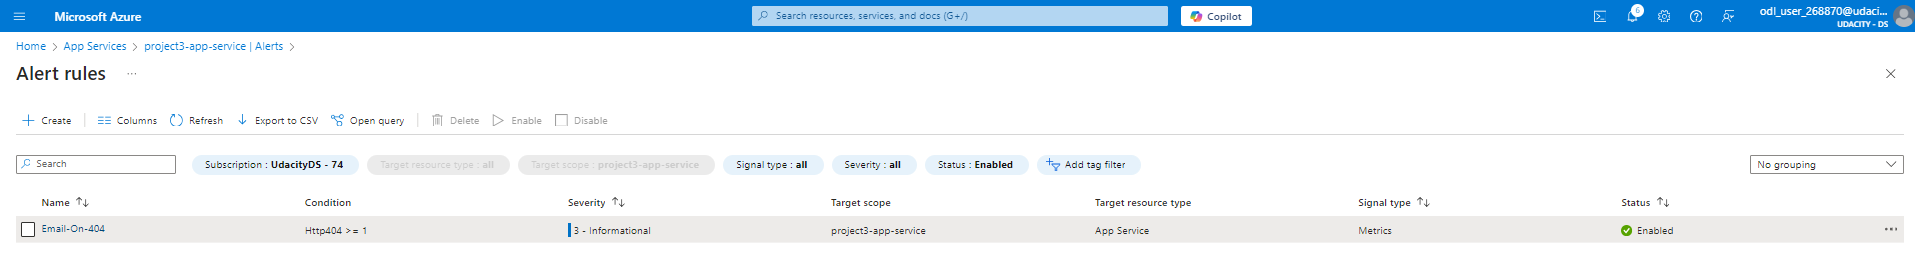 Microsoft Azure
Search resources, services, and docs (G+/)
Copilot
6
odl_user_268870@udaci...
UDACITY - DS
Home > App Services > project3-app-service | Alerts >
Alert rules ...
Create Columns Refresh Export to CSV Open query Delete Enable Disable
Search Subscription : UdacityDS - 74 Target resource type : all Target scope : project3-app-service Signal type : all Severity : all Status : Enabled Add tag filter No grouping
Name Condition Severity Target scope Target resource type Signal type Status
Email-On-404 Http404 >= 1 3 - Informational project3-app-service App Service Metrics Enabled ...